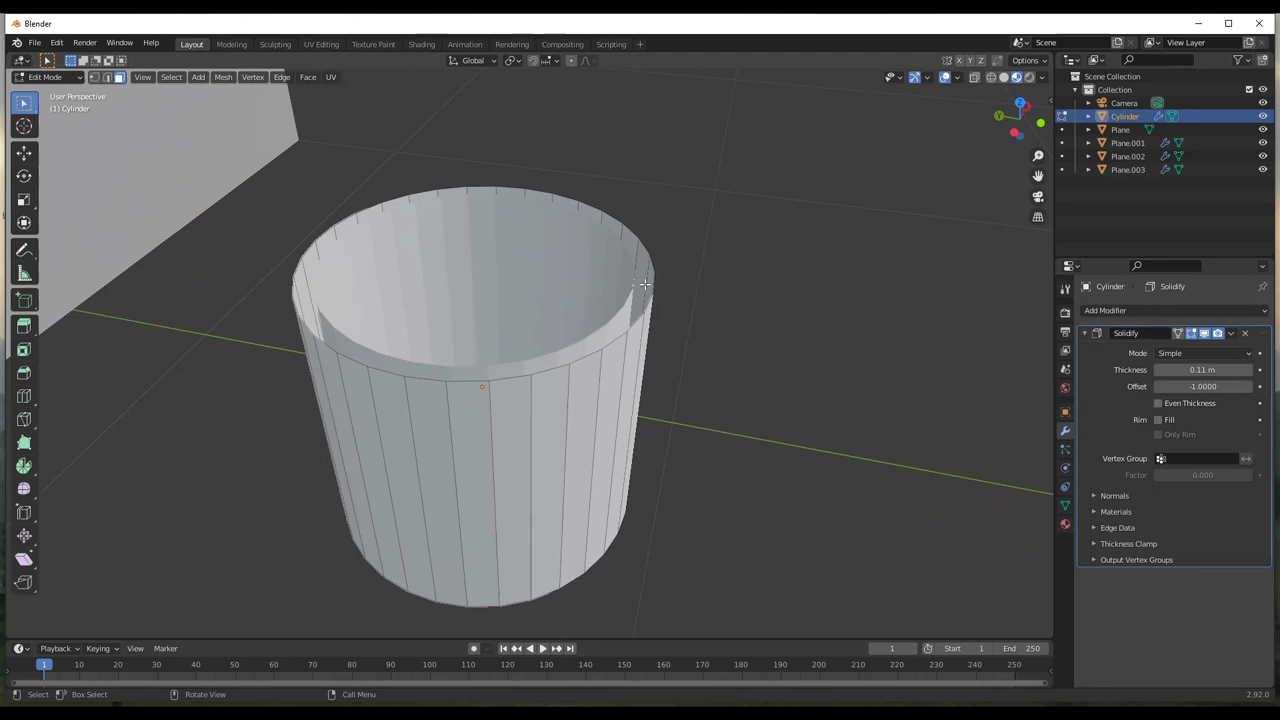 Blender
File Edit Render Window Help
Layout Modeling Sculpting UV Editing Texture Paint Shading Animation Rendering Compositing Scripting +
Scene
View Layer
Global
Options
Edit Mode
View Select Add Mesh Vertex Edge Face UV
User Perspective
(1) Cylinder
Z
Y
X Y Z
Scene Collection
Collection
Camera
Cylinder
Plane
Plane.001
Plane.002
Plane.003
Cylinder Solidify
Add Modifier
Solidify
Mode Simple
Thickness 0.11 m
Offset -1.0000
Even Thickness
Rim Fill
Only Rim
Vertex Group
Factor 0.000
Normals
Materials
Edge Data
Thickness Clamp
Output Vertex Groups
Playback Keying View Marker
1 Start 1 End 250
1 10 20 30 40 50 60 70 80 90 100 110 120 130 140 150 160 170 180 190 200 210 220 230 240 250
Select Box Select Rotate View Call Menu 2.92.0